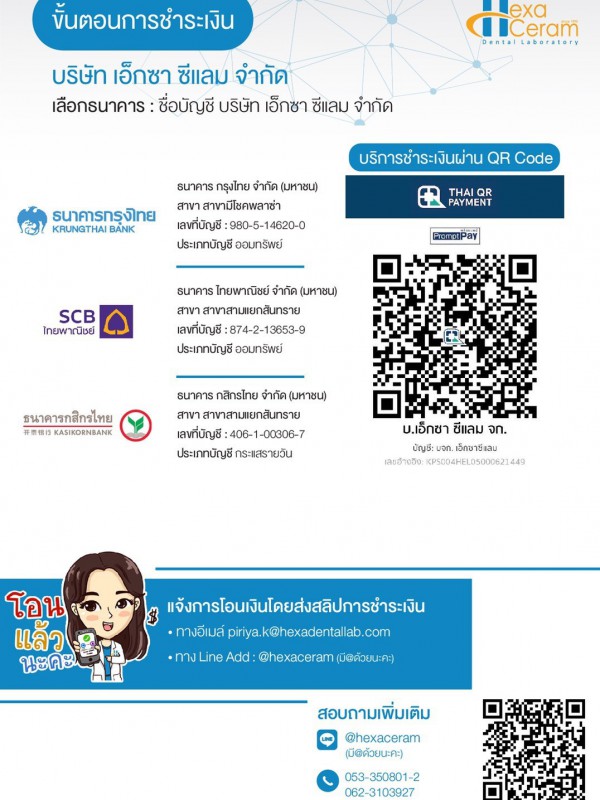 ขั้นตอนการชำระเงิน
Hexa
Ceram
Dental Laboratory
บริษัท เอ็กซา ซีแลม จำกัด
เลือกธนาคาร : ชื่อบัญชี บริษัท เอ็กซา ซีแลม จำกัด
บริการชำระเงินผ่าน QR Code
THAI QR
PAYMENT
PromptPay
ธนาคารกรุงไทย
KRUNGTHAI BANK
ธนาคาร กรุงไทย จำกัด (มหาชน)
สาขา สาขามีโชคพลาซ่า
เลขที่บัญชี : 980-5-14620-0
ประเภทบัญชี ออมทรัพย์
SCB
ไทยพาณิชย์
ธนาคาร ไทยพาณิชย์ จำกัด (มหาชน)
สาขา สาขาสามแยกสันทราย
เลขที่บัญชี : 874-2-13653-9
ประเภทบัญชี ออมทรัพย์
ธนาคารกสิกรไทย
开泰银行 KASIKORNBANK
ธนาคาร กสิกรไทย จำกัด (มหาชน)
สาขา สาขาสามแยกสันทราย
เลขที่บัญชี : 406-1-00306-7
ประเภทบัญชี กระแสรายวัน
บ.เอ็กซา ซีแลม จก.
บัญชี: บจก. เอ็กซาซีแลม
เลขอ้างอิง: KPS004HEL05000621449
โอน
แล้ว
นะคะ
$
แจ้งการโอนเงินโดยส่งสลิปการชำระเงิน
• ทางอีเมล์ piriya.k@hexadentallab.com
• ทาง Line Add : @hexaceram (มี@ด้วยนะคะ)
สอบถามเพิ่มเติม
LINE
@hexaceram
(มี@ด้วยนะคะ)
053-350801-2
062-3103927